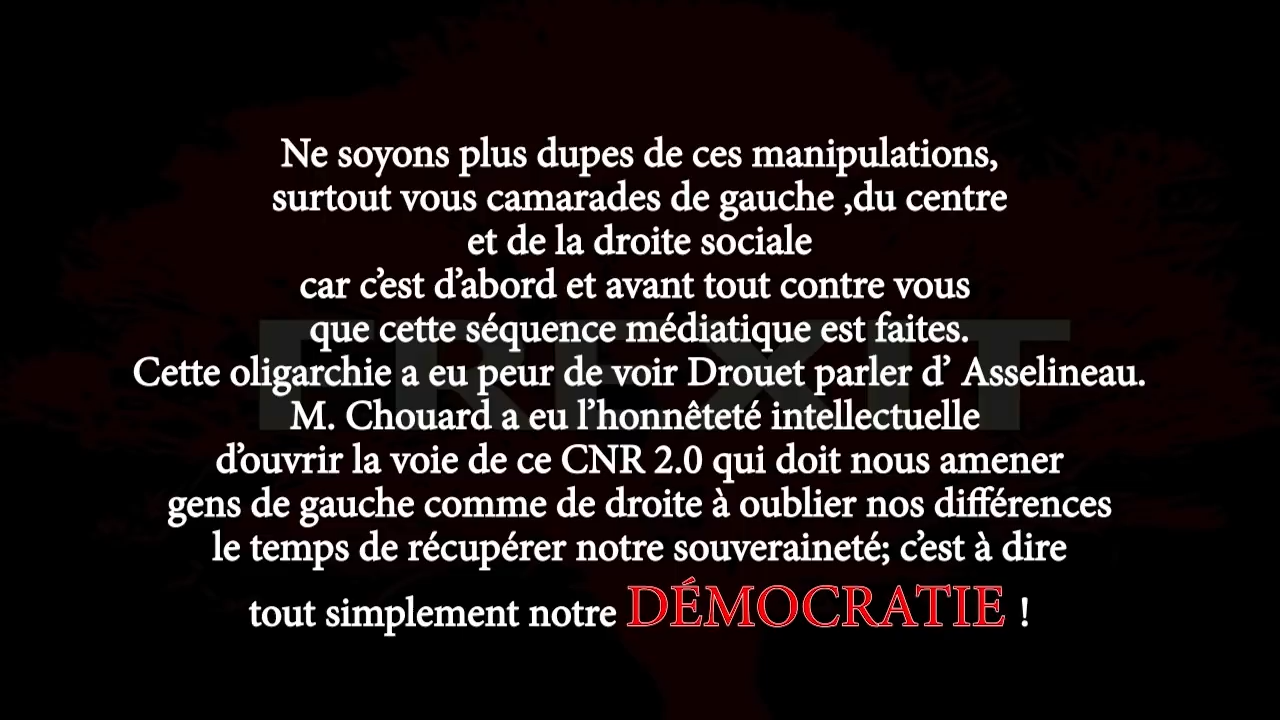 Ne soyons plus dupes de ces manipulations,
surtout vous camarades de gauche ,du centre
et de la droite sociale
car c’est d’abord et avant tout contre vous
que cette séquence médiatique est faites.
Cette oligarchie a eu peur de voir Drouet parler d’ Asselineau.
M. Chouard a eu l’honnêteté intellectuelle
d’ouvrir la voie de ce CNR 2.0 qui doit nous amener
gens de gauche comme de droite à oublier nos différences
le temps de récupérer notre souveraineté; c’est à dire
tout simplement notre DÉMOCRATIE !
FREXIT